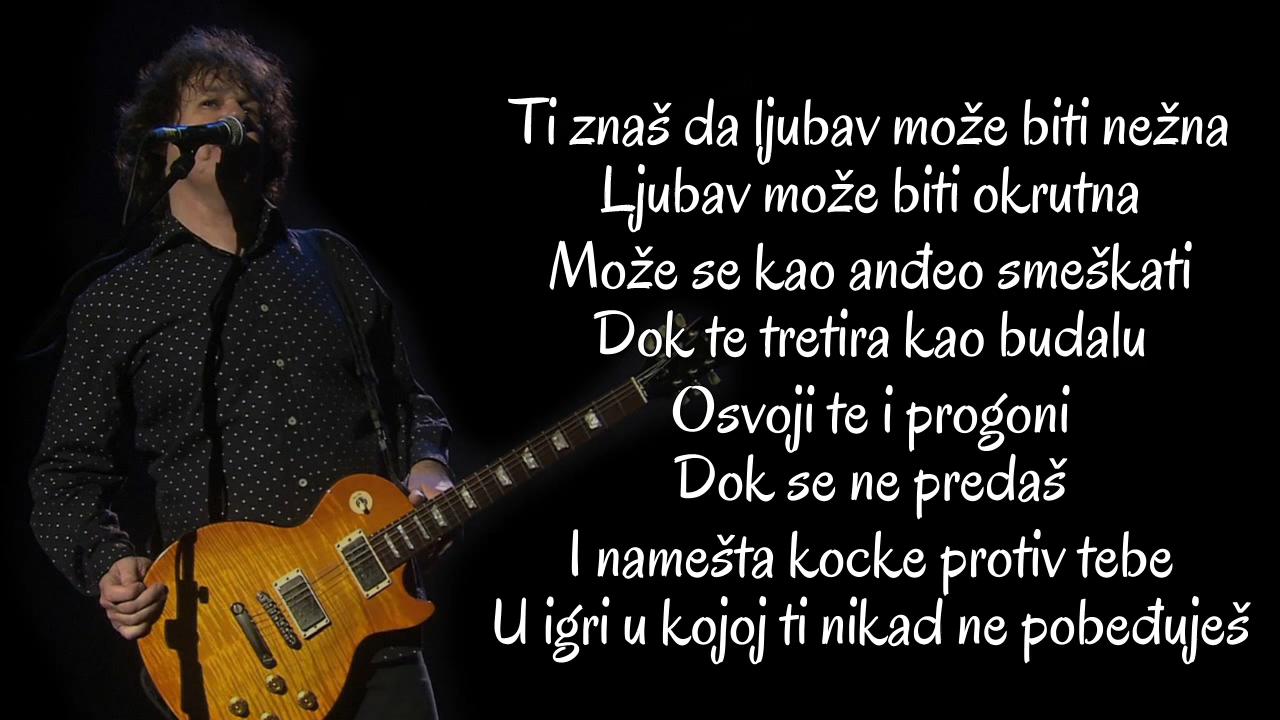 Ti znaš da ljubav može biti nežna
Ljubav može biti okrutna
Može se kao anđeo smeškati
Dok te tretira kao budalu
Osvoji te i progoni
Dok se ne predaš
I namešta kocke protiv tebe
U igri u kojoj ti nikad ne pobeđuješ